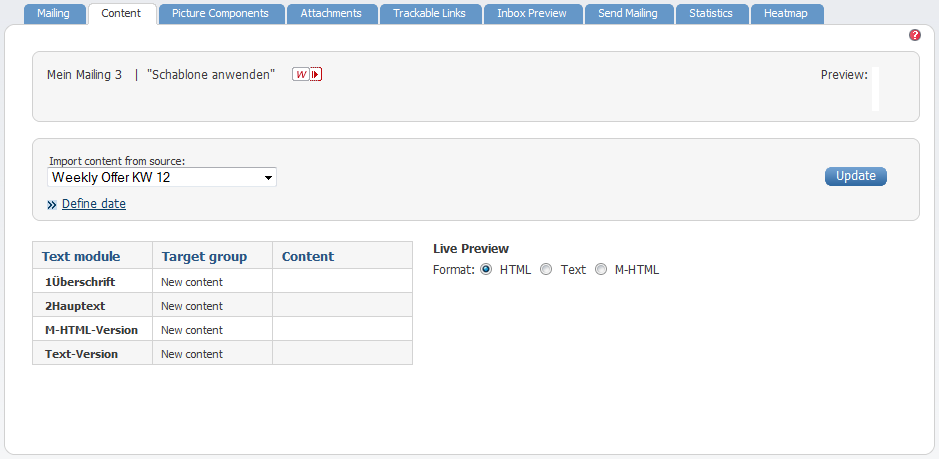 Mailing Content Picture Components Attachments Trackable Links Inbox Preview Send Mailing Statistics Heatmap
?
Mein Mailing 3 | "Schablone anwenden" W Preview:
Import content from source:
Weekly Offer KW 12
Update
» Define date
Text module Target group Content
1Überschrift New content
2Hauptext New content
M-HTML-Version New content
Text-Version New content
Live Preview
Format: HTML Text M-HTML